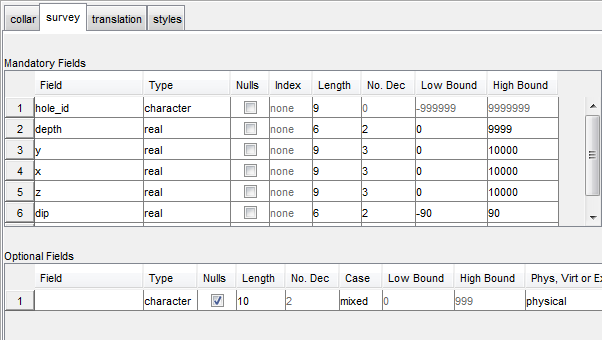 collar survey translation styles
Mandatory Fields
Field Type Nulls Index Length No. Dec Low Bound High Bound
1 hole_id character none 9 0 -999999 9999999
2 depth real none 6 2 0 9999
3 y real none 9 3 0 10000
4 x real none 9 3 0 10000
5 z real none 9 3 0 10000
6 dip real none 6 2 -90 90
Optional Fields
Field Type Nulls Length No. Dec Case Low Bound High Bound Phys, Virt or Ex
1 character 10 2 mixed 0 999 physical